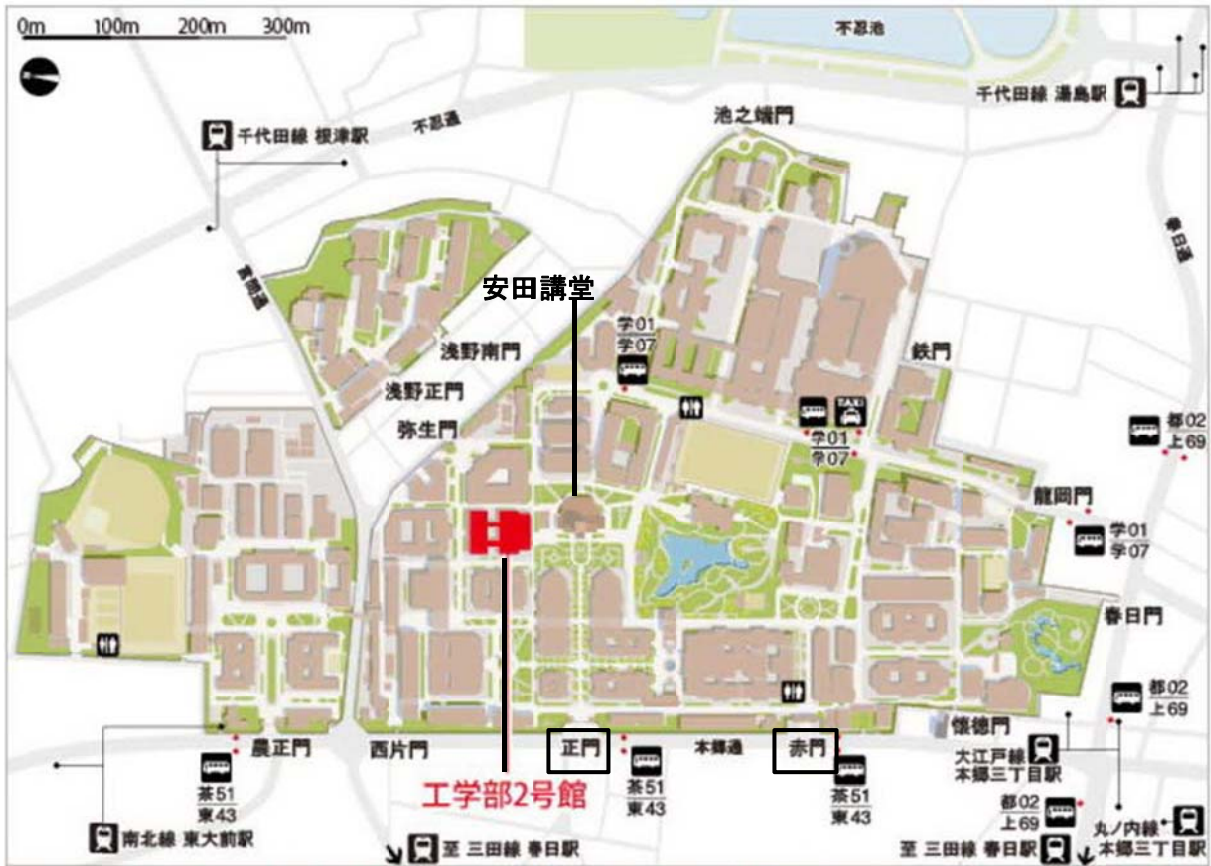 0m 100m 200m 300m
不忍池
千代田線 湯島駅
池之端門
不忍通
千代田線 根津駅
春日通
言問通
安田講堂
学01
学07
浅野南門
鉄門
浅野正門
TAXI
都02
上69
弥生門
学01
学07
龍岡門
学01
学07
春日門
都02
上69
懐徳門
農正門
西片門
正門
本郷通
赤門
大江戸線
本郷三丁目駅
茶51
東43
工学部2号館
茶51
東43
茶51
東43
都02
上69
丸ノ内線
本郷三丁目駅
南北線 東大前駅
至 三田線 春日駅
至 三田線 春日駅